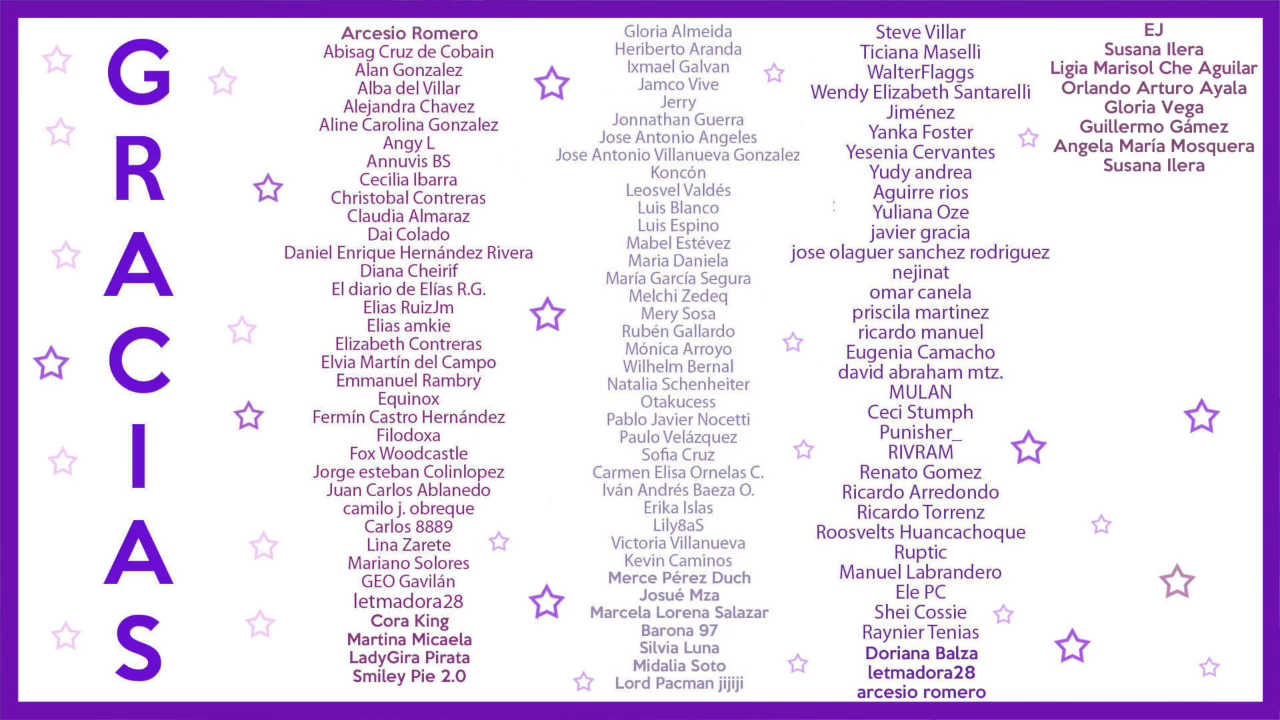 GRACIAS
Arcesio Romero
Abisag Cruz de Cobain
Alan Gonzalez
Alba del Villar
Alejandra Chavez
Aline Carolina Gonzalez
Angy L
Annuvis BS
Cecilia Ibarra
Christobal Contreras
Claudia Almaraz
Dai Colado
Daniel Enrique Hernández Rivera
Diana Cheirif
El diario de Elías R.G.
Elias RuizJm
Elias amkie
Elizabeth Contreras
Elvia Martín del Campo
Emmanuel Rambry
Equinox
Fermín Castro Hernández
Filodoxa
Fox Woodcastle
Jorge esteban Colinlopez
Juan Carlos Ablanedo
camilo j. obreque
Carlos 8889
Lina Zarete
Mariano Solores
GEO Gavilán
letmadora28
Cora King
Martina Micaela
LadyGira Pirata
Smiley Pie 2.0
Gloria Almeida
Heriberto Aranda
Ixmael Galvan
Jamco Vive
Jerry
Jonnathan Guerra
Jose Antonio Angeles
Jose Antonio Villanueva Gonzalez
Koncón
Leosvel Valdés
Luis Blanco
Luis Espino
Mabel Estévez
Maria Daniela
María García Segura
Melchi Zedeq
Mery Sosa
Rubén Gallardo
Mónica Arroyo
Wilhelm Bernal
Natalia Schenheiter
Otakucess
Pablo Javier Nocetti
Paulo Velázquez
Sofia Cruz
Carmen Elisa Ornelas C.
Iván Andrés Baeza O.
Erika Islas
Lily8aS
Victoria Villanueva
Kevin Caminos
Merce Pérez Duch
Josué Mza
Marcela Lorena Salazar
Barona 97
Silvia Luna
Midalia Soto
Lord Pacman jijiji
Steve Villar
Ticiana Maselli
WalterFlaggs
Wendy Elizabeth Santarelli
Jiménez
Yanka Foster
Yesenia Cervantes
Yudy andrea
Aguirre rios
Yuliana Oze
javier gracia
jose olaguer sanchez rodriguez
nejinat
omar canela
priscila martinez
ricardo manuel
Eugenia Camacho
david abraham mtz.
MULAN
Ceci Stumph
Punisher_
RIVRAM
Renato Gomez
Ricardo Arredondo
Ricardo Torrenz
Roosvelts Huancachoque
Ruptic
Manuel Labrandero
Ele PC
Shei Cossie
Raynier Tenias
Doriana Balza
letmadora28
arcesio romero
EJ
Susana Ilera
Ligia Marisol Che Aguilar
Orlando Arturo Ayala
Gloria Vega
Guillermo Gámez
Angela María Mosquera
Susana Ilera